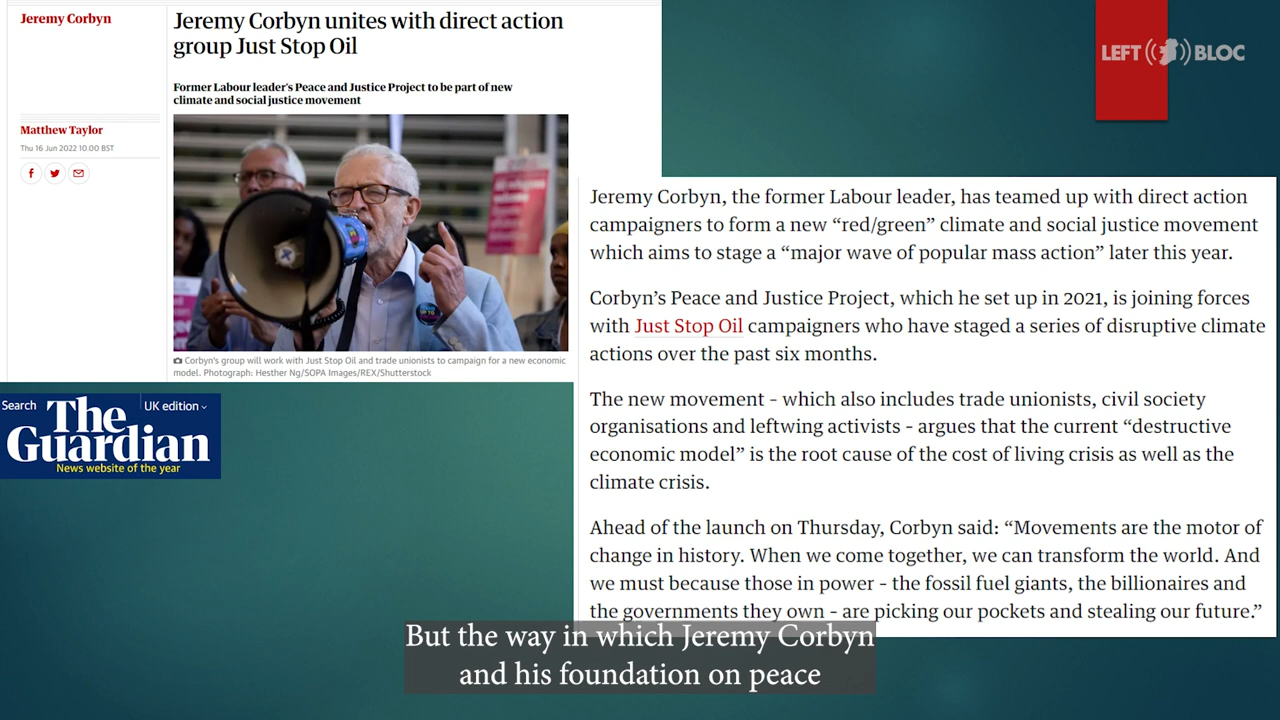 Jeremy Corbyn
Matthew Taylor
Thu 16 Jun 2022 10.00 BST
Jeremy Corbyn unites with direct action
group Just Stop Oil
Former Labour leader's Peace and Justice Project to be part of new
climate and social justice movement
Corbyn's group will work with Just Stop Oil and trade unionists to campaign for a new economic
model. Photograph: Hesther Ng/SOPA Images/REX/Shutterstock
LEFT BLOC
Search
UK edition
The
Guardian
News website of the year
Jeremy Corbyn, the former Labour leader, has teamed up with direct action
campaigners to form a new “red/green” climate and social justice movement
which aims to stage a “major wave of popular mass action” later this year.
Corbyn’s Peace and Justice Project, which he set up in 2021, is joining forces
with Just Stop Oil campaigners who have staged a series of disruptive climate
actions over the past six months.
The new movement – which also includes trade unionists, civil society
organisations and leftwing activists – argues that the current “destructive
economic model” is the root cause of the cost of living crisis as well as the
climate crisis.
Ahead of the launch on Thursday, Corbyn said: “Movements are the motor of
change in history. When we come together, we can transform the world. And
we must because those in power – the fossil fuel giants, the billionaires and
the governments they own – are picking our pockets and stealing our future.”
But the way in which Jeremy Corbyn
and his foundation on peace